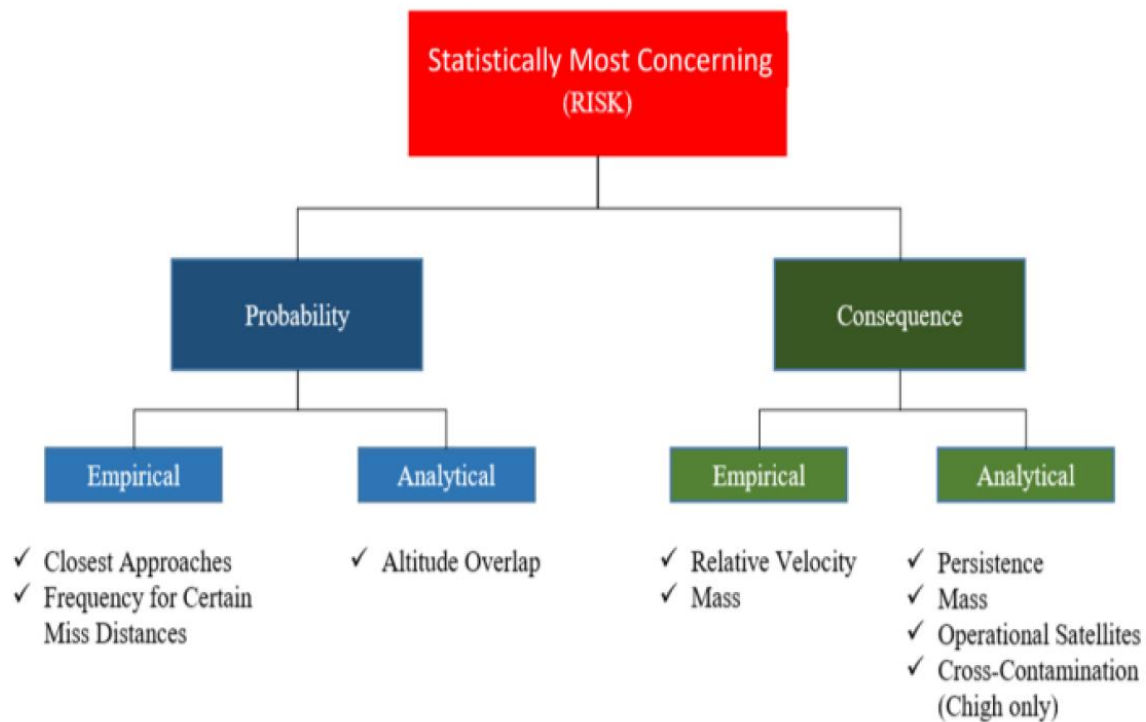 Statistically Most Concerning
(RISK)
Probability
Consequence
Empirical
Analytical
Empirical
Analytical
✓ Closest Approaches
✓ Frequency for Certain
Miss Distances
✓ Altitude Overlap
✓ Relative Velocity
✓ Mass
✓ Persistence
✓ Mass
✓ Operational Satellites
✓ Cross-Contamination
(Chigh only)